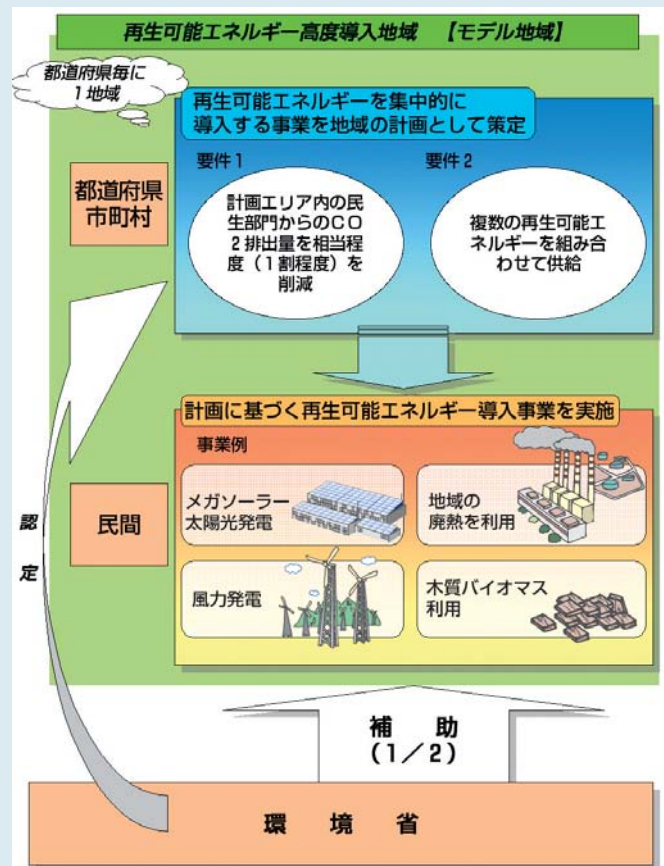 再生可能エネルギー高度導入地域 【モデル地域】
都道府県毎に
1地域
再生可能エネルギーを集中的に
導入する事業を地域の計画として策定
都道府県
市町村
要件1
計画エリア内の民
生部門からのCO
2排出量を相当程
度(1割程度)を
削減
要件2
複数の再生可能エ
ネルギーを組み合
わせて供給
計画に基づく再生可能エネルギー導入事業を実施
事業例
民間
メガソーラー
太陽光発電
地域の
廃熱を利用
風力発電
木質バイオマス
利用
認定
補 助
(1/2)
環 境 省